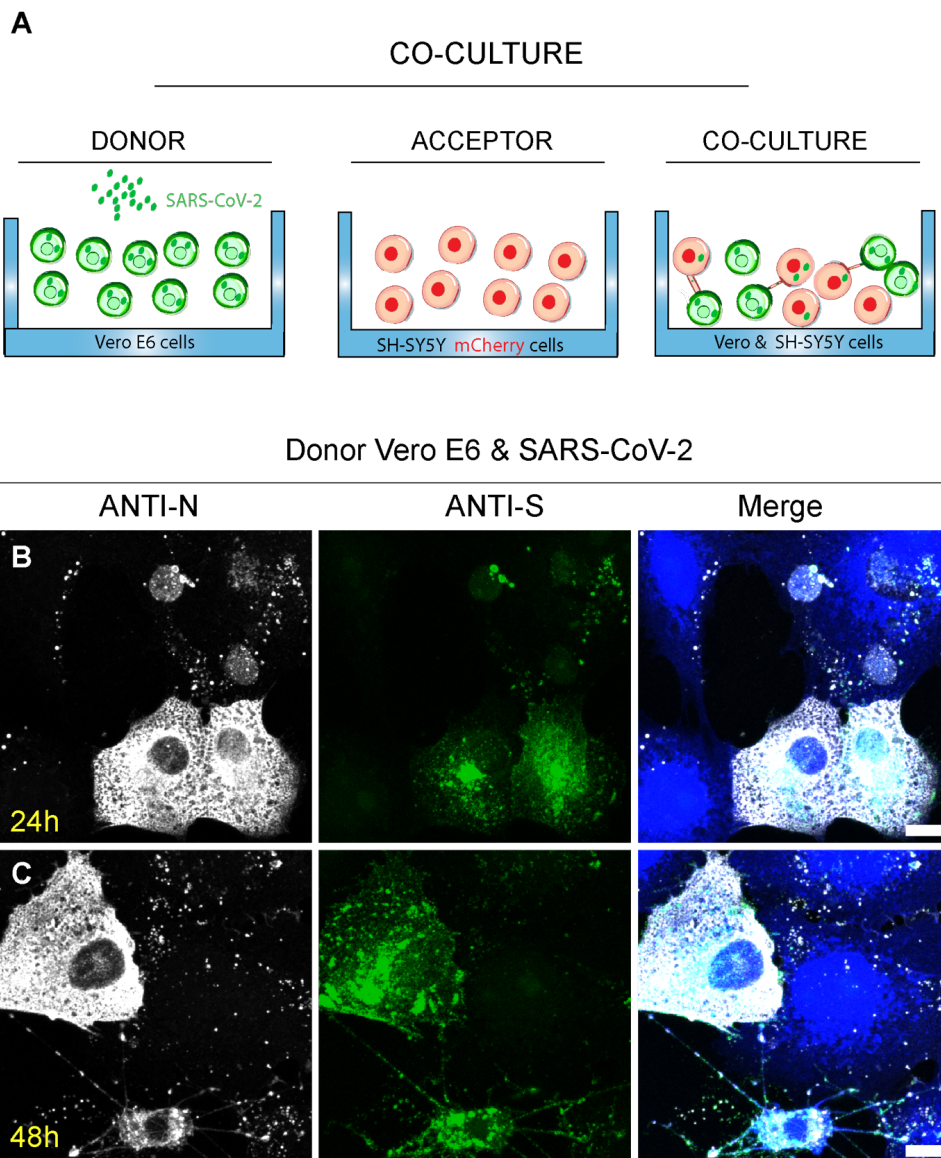 A
CO-CULTURE
DONOR
ACCEPTOR
CO-CULTURE
SARS-CoV-2
Vero E6 cells
SH-SY5Y mCherry cells
Vero & SH-SY5Y cells
Donor Vero E6 & SARS-CoV-2
ANTI-N
ANTI-S
Merge
B
24h
C
48h